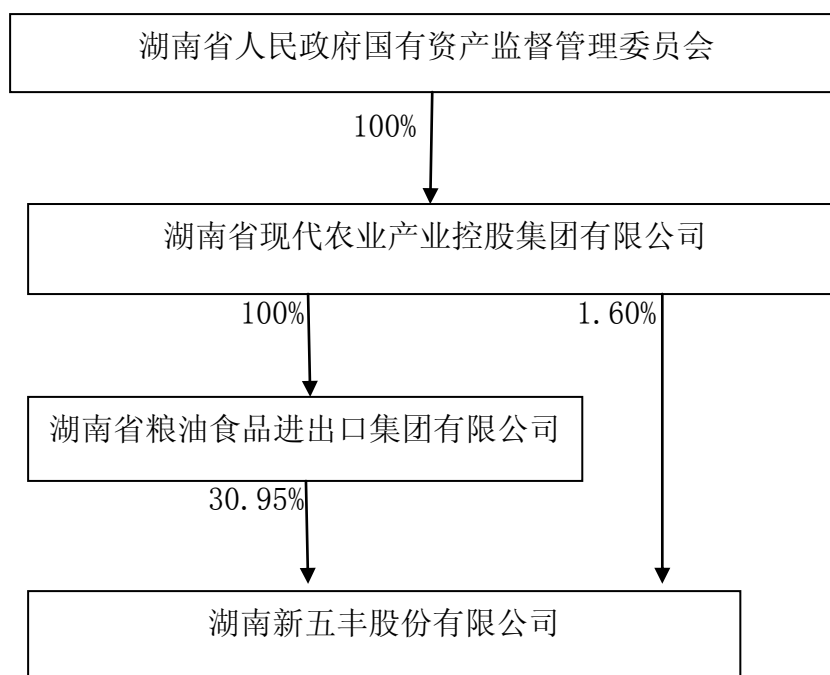 湖南省人民政府国有资产监督管理委员会
100%
湖南省现代农业产业控股集团有限公司
100%
1.60%
湖南省粮油食品进出口集团有限公司
30.95%
湖南新五丰股份有限公司